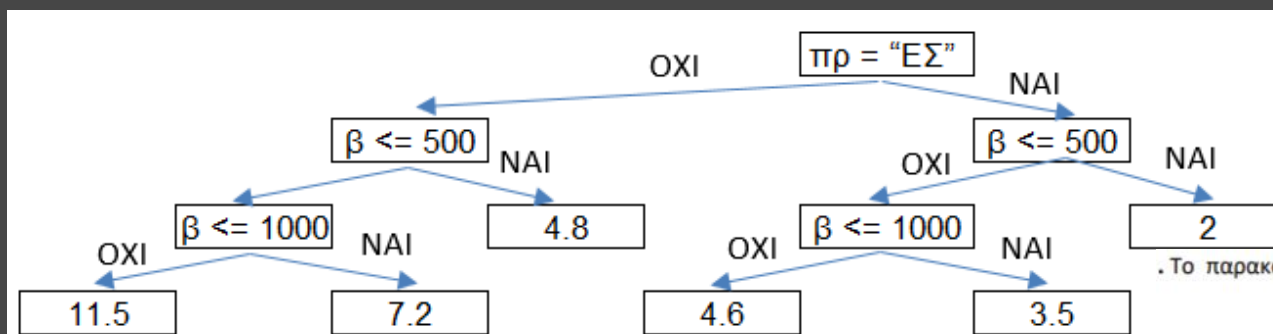 πρ = “ΕΣ”
ΟΧΙ
ΝΑΙ
β <= 500
β <= 500
ΝΑΙ
ΟΧΙ
ΝΑΙ
β <= 1000
4.8
β <= 1000
2
ΟΧΙ
ΝΑΙ
ΟΧΙ
ΝΑΙ
11.5
7.2
4.6
3.5